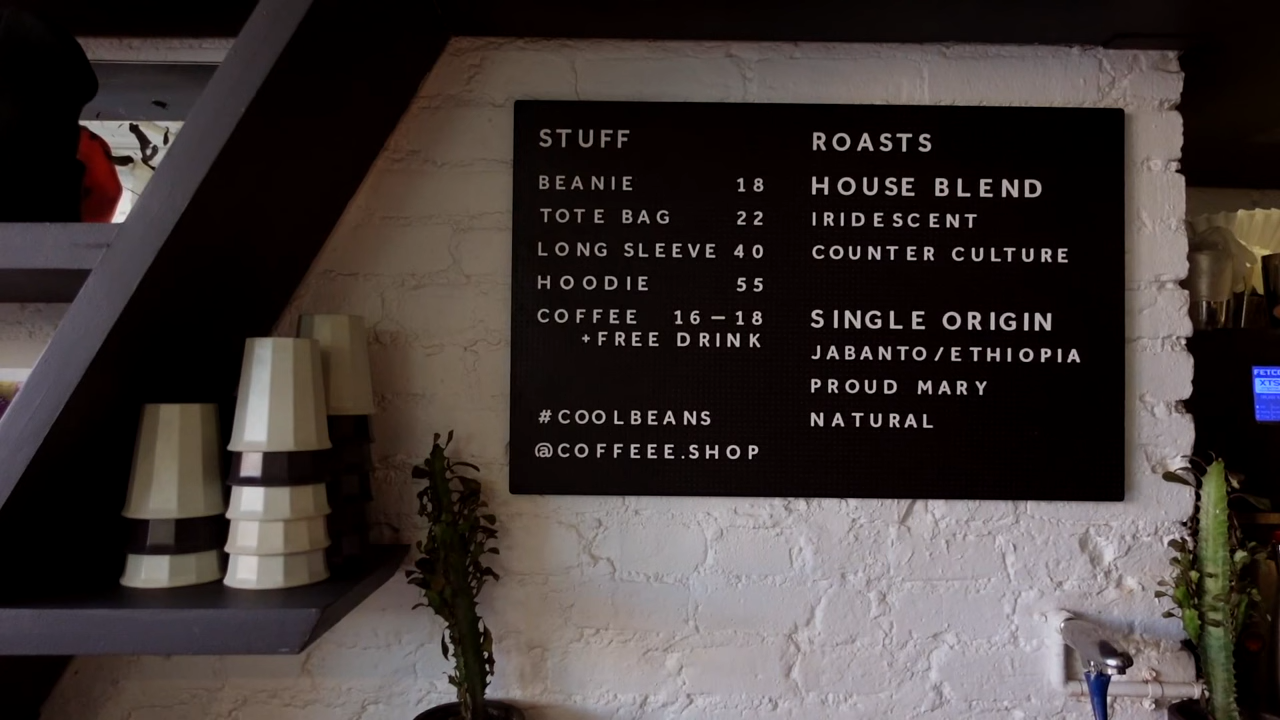 STUFF
BEANIE 18
TOTE BAG 22
LONG SLEEVE 40
HOODIE 55
COFFEE 16–18
+FREE DRINK
#COOLBEANS
@COFFEEE.SHOP
ROASTS
HOUSE BLEND
IRIDESCENT
COUNTER CULTURE
SINGLE ORIGIN
JABANTO/ETHIOPIA
PROUD MARY
NATURAL